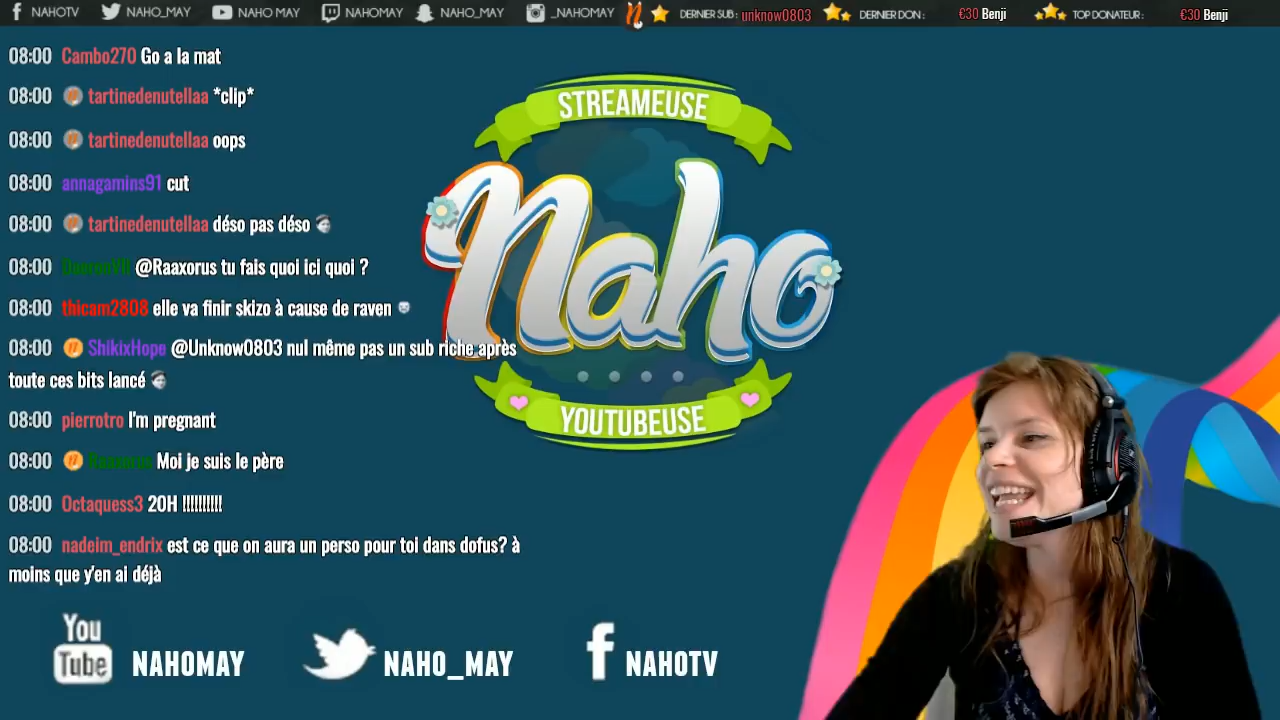 NAHOTV NAHO_MAY NAHO MAY NAHOMAY NAHO_MAY _NAHOMAY DERNIER SUB : unknow0803 DERNIER DON : €30 Benji TOP DONATEUR : €30 Benji
08:00 Cambo270 Go a la mat
08:00 tartinedenutellaa *clip*
08:00 tartinedenutellaa oops
08:00 annagamins91 cut
08:00 tartinedenutellaa déso pas déso
08:00 @Raaxorus tu fais quoi ici quoi ?
08:00 thicam2808 elle va finir skizo à cause de raven
08:00 ShikixHope @Unknow0803 nul même pas un sub riche après
toute ces bits lancé
08:00 pierrotro I'm pregnant
08:00 Raaxorus Moi je suis le père
08:00 Octaquess3 20H !!!!!!!!!!
08:00 nadeim_endrix est ce que on aura un perso pour toi dans dofus? à
moins que y'en ai déjà
STREAMEUSE
Naho
YOUTUBEUSE
You
Tube NAHOMAY NAHO_MAY NAHOTV